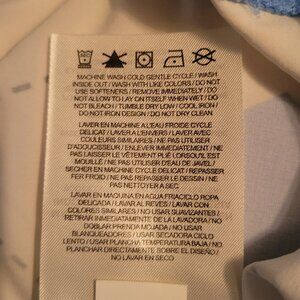 MACHINE WASH COLD GENTLE CYCLE / WASH
INSIDE OUT / WASH WITH LIKE COLORS / DO NOT
USE SOFTENERS / REMOVE IMMEDIATELY / DO
NOT ALLOW TO LAY ON ITSELF WHEN WET / DO
NOT BLEACH / TUMBLE DRY LOW / COOL IRON /
DO NOT IRON DESIGN / DO NOT DRY CLEAN
LAVER EN MACHINE A L'EAU FROIDE CYCLE
DELICAT / LAVER A L'ENVERS / LAVER AVEC
COULEURS SIMILAIRES / NE PAS UTILISER
D'ADOUCISSEUR / ENLEVER IMMEDIATEMENT / NE
PAS LAISSER LE VÊTEMENT PLIÉ LORSQU'IL EST
MOUILLÉ / NE PAS UTILISER D'EAU DE JAVEL /
SECHER EN MACHINE CYCLE DELICAT / REPASSER
FER FROID / NE PAS REPASSER LE DESSIN / NE
PAS NETTOYER A SEC
LAVAR EN MAQUINA EN AGUA FRIA CICLO ROPA
DELICADA / LAVAR AL REVES / LAVAR CON
COLORES SIMILARES / NO USAR SUAVIZANTES /
RETIRAR INMEDIATAMENTE DE LA LAVADORA / NO
DOBLAR PRENDA MOJADA / NO USAR
BLANQUEADORES / USAR SECADORA CICLO
LENTO / USAR PLANCHA TEMPERATURA BAJA / NO
PLANCHAR DIRECTAMENTE SOBRE EL DISEÑO /
NO LAVAR EN SECO